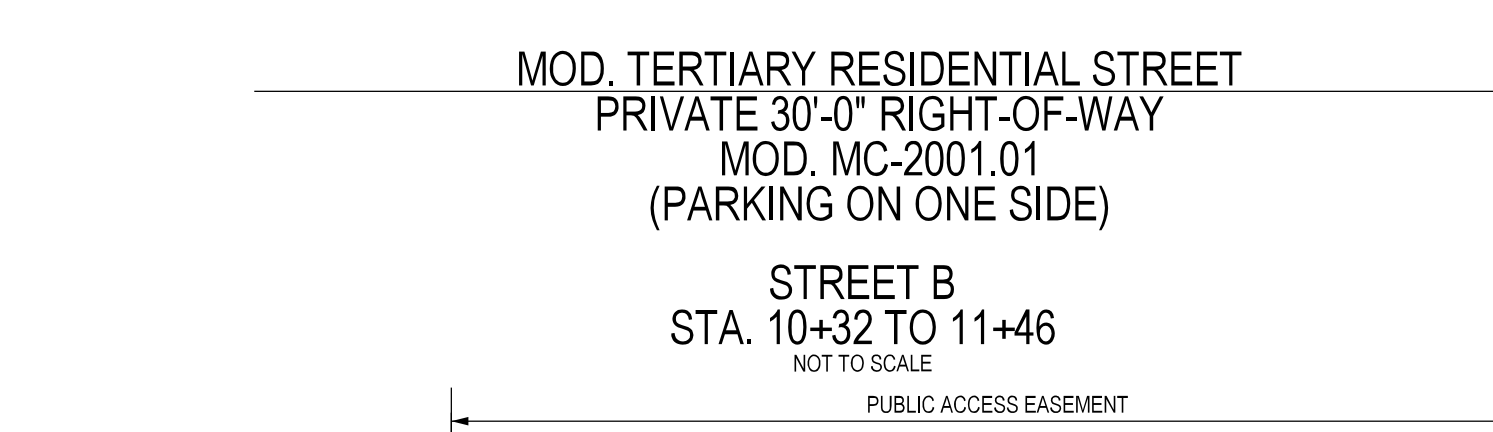 MOD. TERTIARY RESIDENTIAL STREET
PRIVATE 30'-0" RIGHT-OF-WAY
MOD. MC-2001.01
(PARKING ON ONE SIDE)
STREET B
STA. 10+32 TO 11+46
NOT TO SCALE
PUBLIC ACCESS EASEMENT